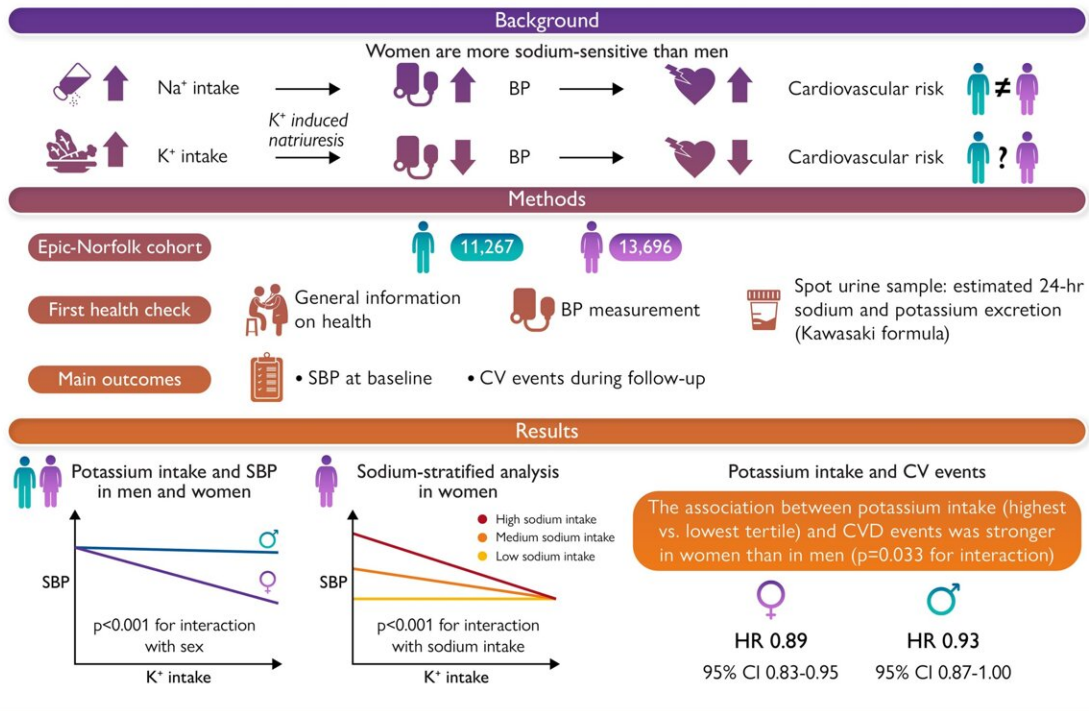 Background
Women are more sodium-sensitive than men
Na⁺ intake
BP
Cardiovascular risk
≠
K⁺ induced
natriuresis
K⁺ intake
BP
Cardiovascular risk
?
Methods
Epic-Norfolk cohort
11,267
13,696
First health check
General information
on health
BP measurement
Spot urine sample: estimated 24-hr
sodium and potassium excretion
(Kawasaki formula)
Main outcomes
• SBP at baseline
• CV events during follow-up
Results
Potassium intake and SBP
in men and women
SBP
♂
♀
p<0.001 for interaction
with sex
K⁺ intake
Sodium-stratified analysis
in women
High sodium intake
Medium sodium intake
Low sodium intake
SBP
p<0.001 for interaction
with sodium intake
K⁺ intake
Potassium intake and CV events
The association between potassium intake (highest
vs. lowest tertile) and CVD events was stronger
in women than in men (p=0.033 for interaction)
♀
♂
HR 0.89
HR 0.93
95% CI 0.83-0.95
95% CI 0.87-1.00